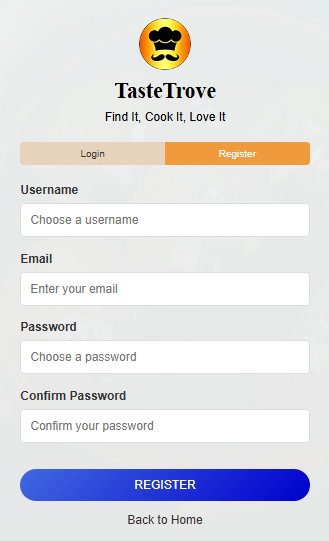 TasteTrove
Find It, Cook It, Love It
Login Register
Username
Choose a username
Email
Enter your email
Password
Choose a password
Confirm Password
Confirm your password
REGISTER
Back to Home